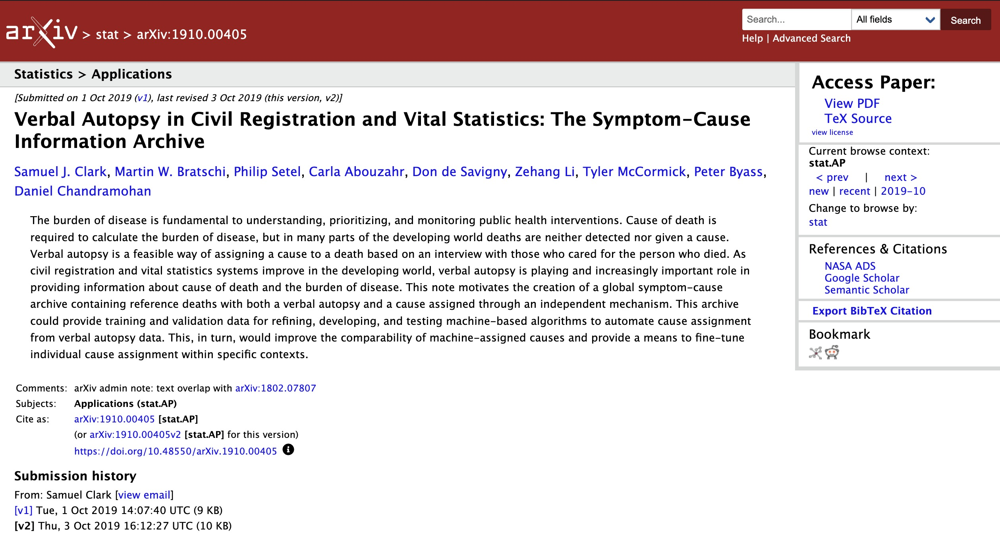 arXiv > stat > arXiv:1910.00405
Search...
All fields
Search
Help | Advanced Search
Statistics > Applications
[Submitted on 1 Oct 2019 (v1), last revised 3 Oct 2019 (this version, v2)]
Verbal Autopsy in Civil Registration and Vital Statistics: The Symptom-Cause
Information Archive
Samuel J. Clark, Martin W. Bratschi, Philip Setel, Carla Abouzahr, Don de Savigny, Zehang Li, Tyler McCormick, Peter Byass,
Daniel Chandramohan
The burden of disease is fundamental to understanding, prioritizing, and monitoring public health interventions. Cause of death is
required to calculate the burden of disease, but in many parts of the developing world deaths are neither detected nor given a cause.
Verbal autopsy is a feasible way of assigning a cause to a death based on an interview with those who cared for the person who died. As
civil registration and vital statistics systems improve in the developing world, verbal autopsy is playing and increasingly important role in
providing information about cause of death and the burden of disease. This note motivates the creation of a global symptom-cause
archive containing reference deaths with both a verbal autopsy and a cause assigned through an independent mechanism. This archive
could provide training and validation data for refining, developing, and testing machine-based algorithms to automate cause assignment
from verbal autopsy data. This, in turn, would improve the comparability of machine-assigned causes and provide a means to fine-tune
individual cause assignment within specific contexts.
Comments: arXiv admin note: text overlap with arXiv:1802.07807
Subjects: Applications (stat.AP)
Cite as: arXiv:1910.00405 [stat.AP]
(or arXiv:1910.00405v2 [stat.AP] for this version)
https://doi.org/10.48550/arXiv.1910.00405
Submission history
From: Samuel Clark [view email]
[v1] Tue, 1 Oct 2019 14:07:40 UTC (9 KB)
[v2] Thu, 3 Oct 2019 16:12:27 UTC (10 KB)
Access Paper:
View PDF
TeX Source
view license
Current browse context:
stat.AP
< prev | next >
new | recent | 2019-10
Change to browse by:
stat
References & Citations
NASA ADS
Google Scholar
Semantic Scholar
Export BibTeX Citation
Bookmark